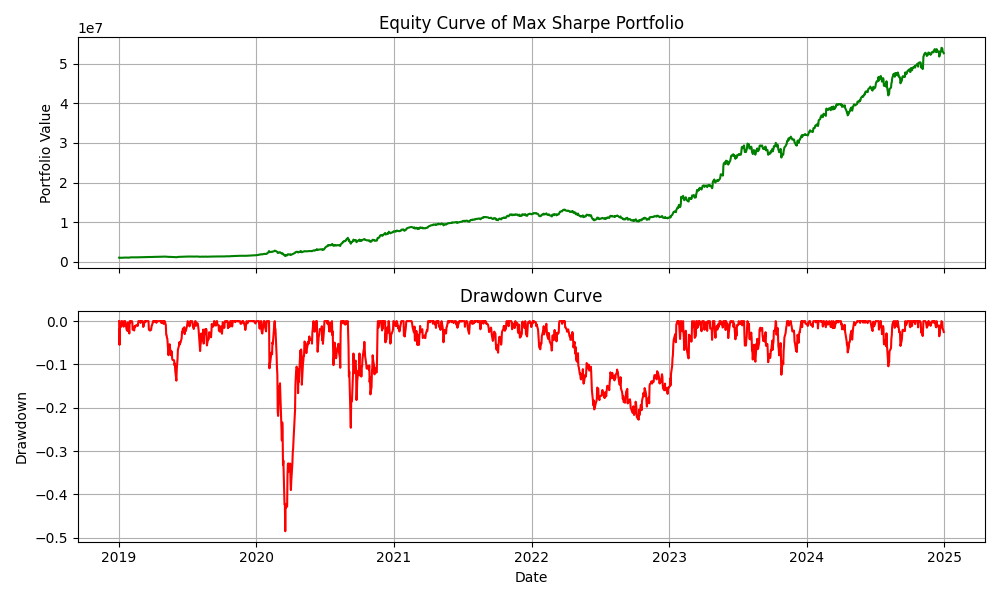 Equity Curve of Max Sharpe Portfolio
1e7
5
4
3
2
1
0
Portfolio Value
Drawdown Curve
0.0
−0.1
−0.2
−0.3
−0.4
−0.5
Drawdown
2019 2020 2021 2022 2023 2024 2025
Date